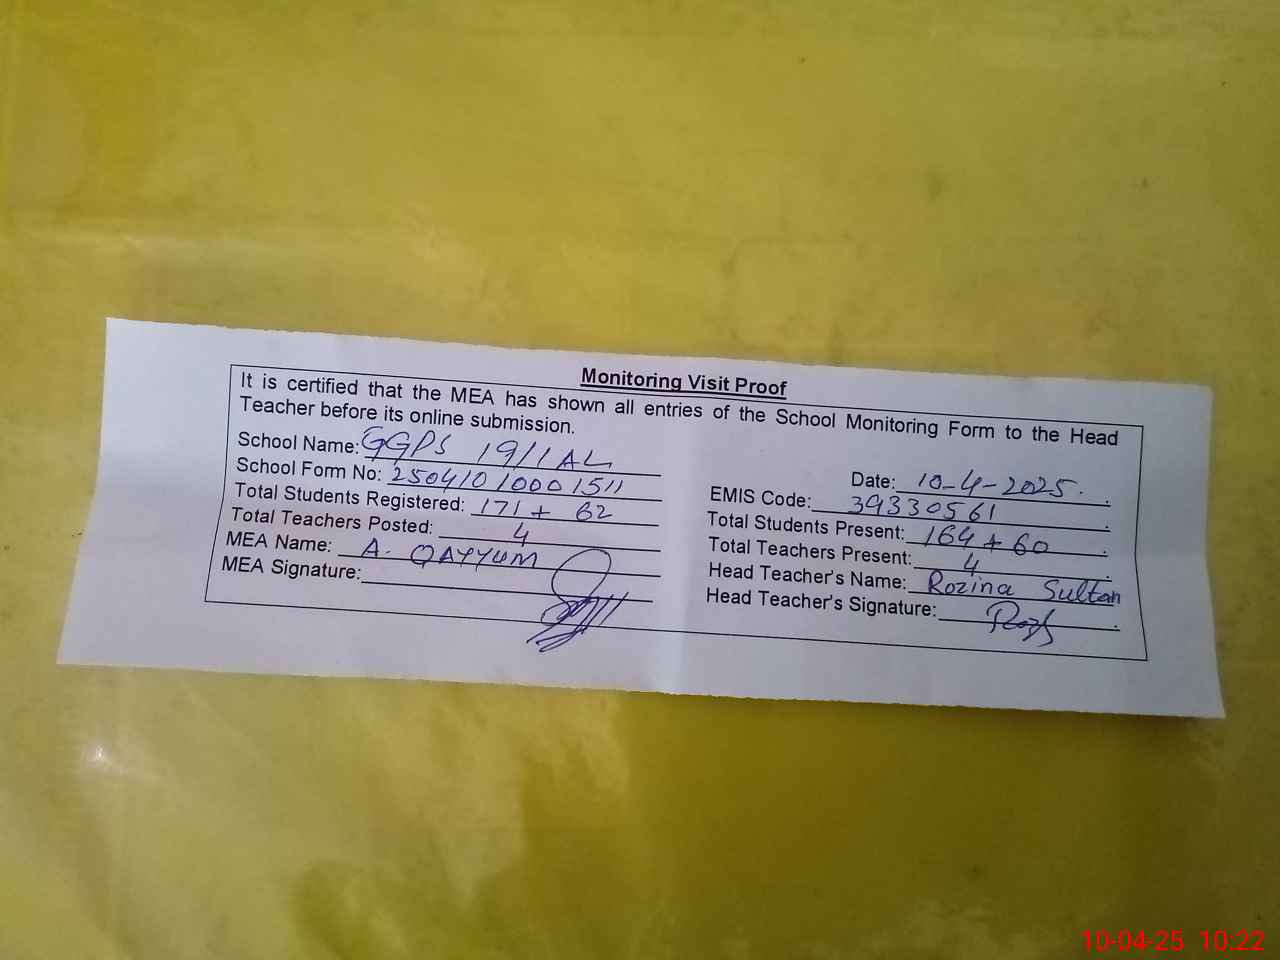 Monitoring Visit Proof
It is certified that the MEA has shown all entries of the School Monitoring Form to the Head
Teacher before its online submission.
School Name: GGPS 19/1AL
Date: 10-4-2025.
School Form No: 25041010001511
EMIS Code: 39330561
Total Students Registered: 171 + 62
Total Students Present: 164 + 60
Total Teachers Posted: 4
Total Teachers Present: 4
MEA Name: A. QAYYUM
Head Teacher's Name: Rozina Sultan
MEA Signature:
Head Teacher's Signature:
10-04-25 10:22